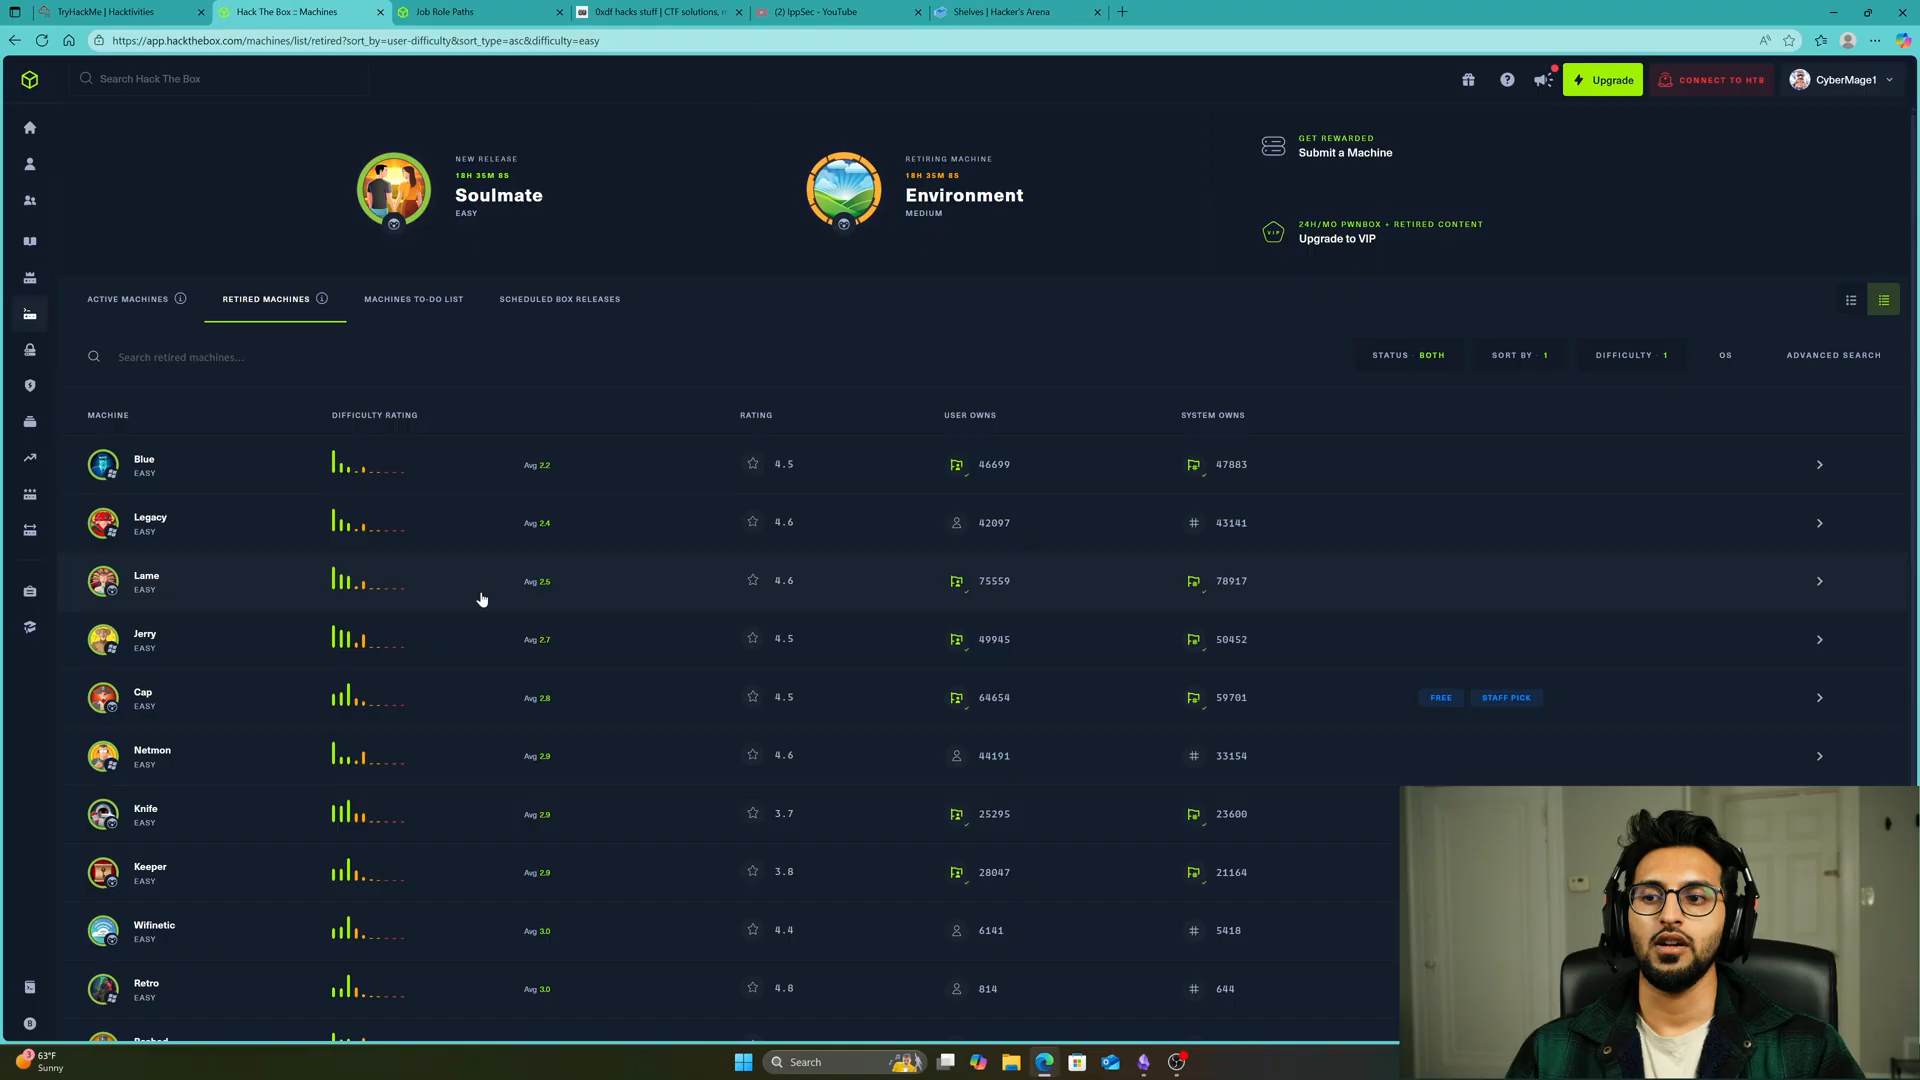 TryHackMe | Hacktivities
Hack The Box :: Machines
Job Role Paths
0xdf hacks stuff | CTF solutions, m
(2) IppSec - YouTube
Shelves | Hacker's Arena
https://app.hackthebox.com/machines/list/retired?sort_by=user-difficulty&sort_type=asc&difficulty=easy
Search Hack The Box
Upgrade
CONNECT TO HTB
CyberMage1
NEW RELEASE
18H 35M 8S
Soulmate
EASY
RETIRING MACHINE
18H 35M 8S
Environment
MEDIUM
GET REWARDED
Submit a Machine
VIP
24H/MO PWNBOX + RETIRED CONTENT
Upgrade to VIP
ACTIVE MACHINES
RETIRED MACHINES
MACHINES TO-DO LIST
SCHEDULED BOX RELEASES
Search retired machines...
STATUS · BOTH
SORT BY · 1
DIFFICULTY · 1
OS
ADVANCED SEARCH
MACHINE
DIFFICULTY RATING
RATING
USER OWNS
SYSTEM OWNS
Blue
EASY
Avg 2.2
4.5
46699
47883
Legacy
EASY
Avg 2.4
4.6
42097
43141
Lame
EASY
Avg 2.5
4.6
75559
78917
Jerry
EASY
Avg 2.7
4.5
49945
50452
Cap
EASY
Avg 2.8
4.5
64654
59701
FREE
STAFF PICK
Netmon
EASY
Avg 2.9
4.6
44191
33154
Knife
EASY
Avg 2.9
3.7
25295
23600
Keeper
EASY
Avg 2.9
3.8
28047
21164
Wifinetic
EASY
Avg 3.0
4.4
6141
5418
Retro
EASY
Avg 3.0
4.8
814
644
B
3
63°F
Sunny
Search